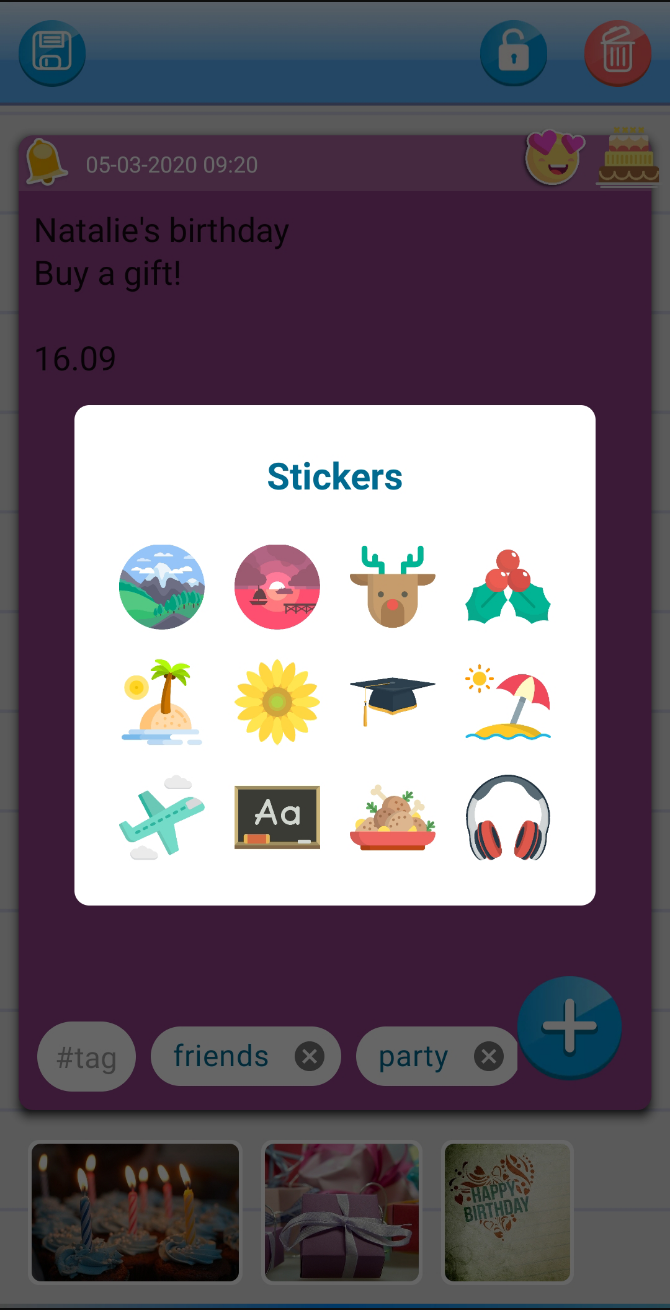 05-03-2020 09:20
Natalie's birthday
Buy a gift!
16.09
Stickers
Aa
#tag
friends
party
HAPPY
BIRTHDAY